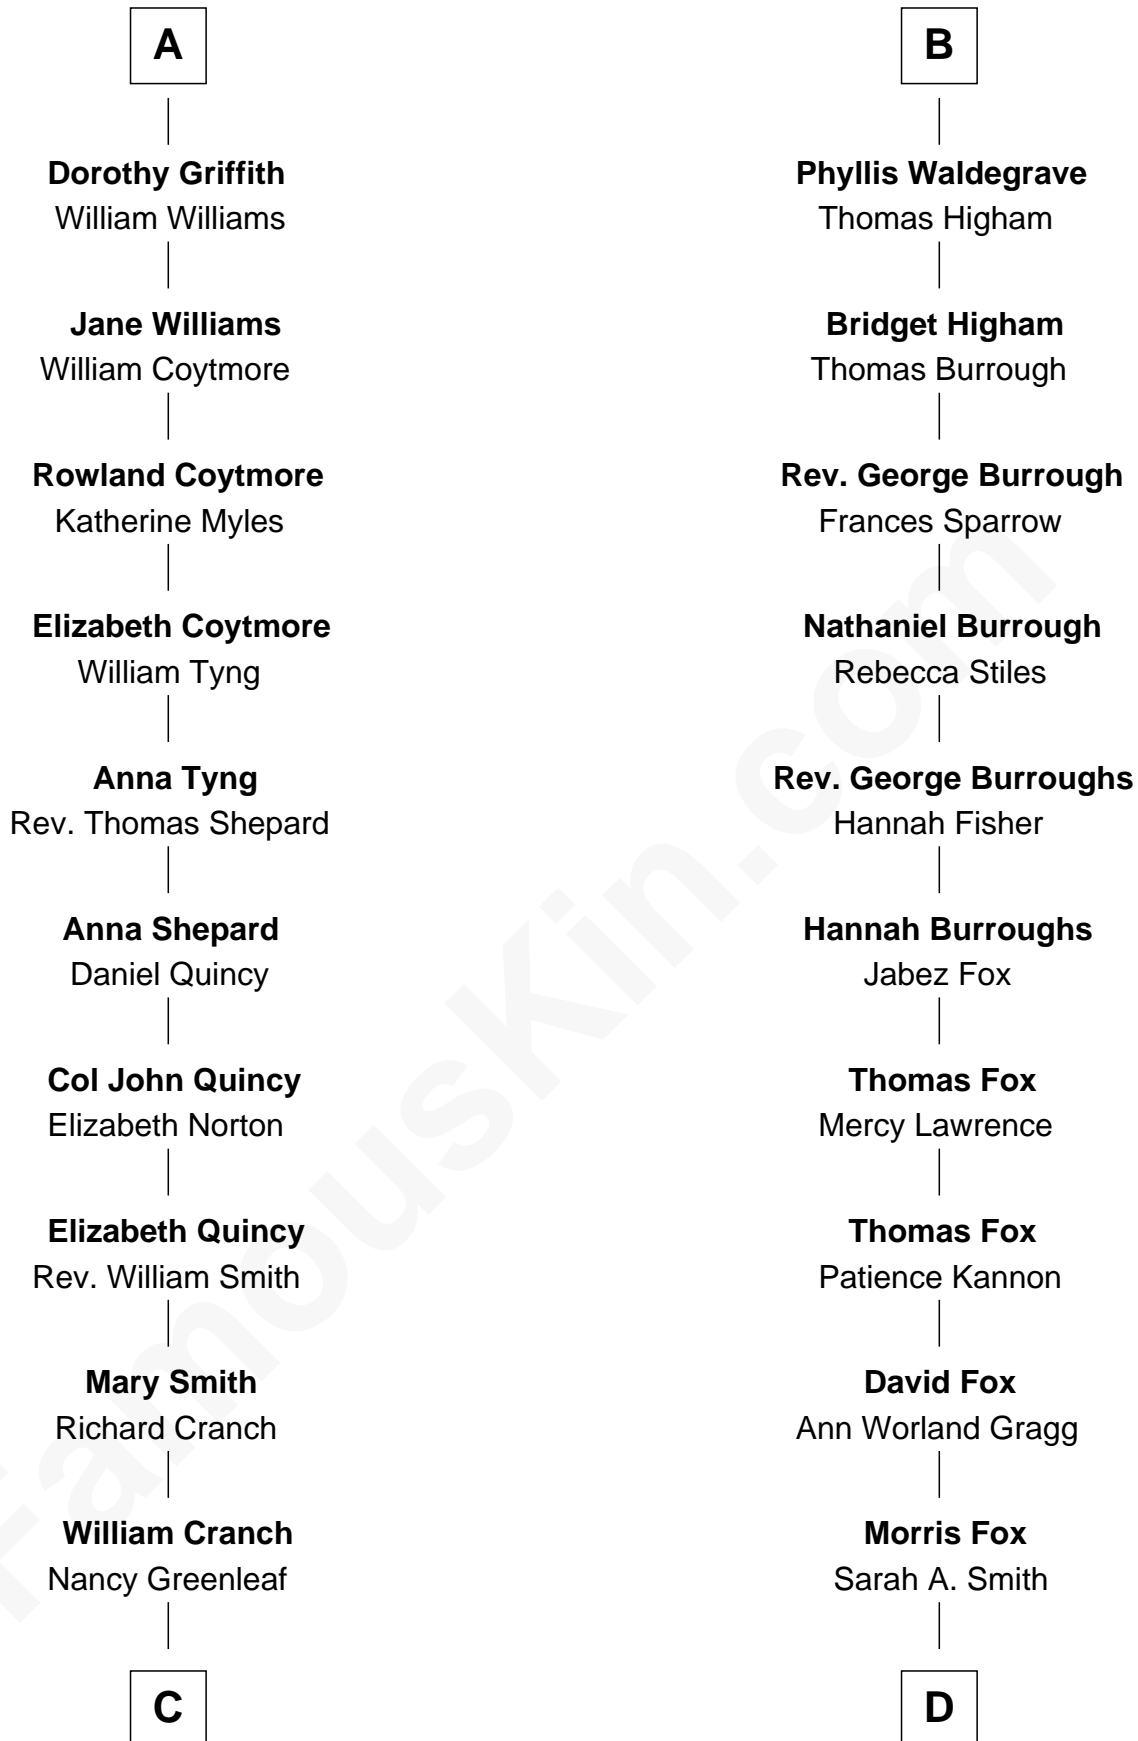 A
Dorothy Griffith
William Williams
Jane Williams
William Coytmore
Rowland Coytmore
Katherine Myles
Elizabeth Coytmore
William Tyng
Anna Tyng
Rev. Thomas Shepard
Anna Shepard
Daniel Quincy
Col John Quincy
Elizabeth Norton
Elizabeth Quincy
Rev. William Smith
Mary Smith
Richard Cranch
William Cranch
Nancy Greenleaf
C
B
Phyllis Waldegrave
Thomas Higham
Bridget Higham
Thomas Burrough
Rev. George Burrough
Frances Sparrow
Nathaniel Burrough
Rebecca Stiles
Rev. George Burroughs
Hannah Fisher
Hannah Burroughs
Jabez Fox
Thomas Fox
Mercy Lawrence
Thomas Fox
Patience Kannon
David Fox
Ann Worland Gragg
Morris Fox
Sarah A. Smith
D
FamousKin.com